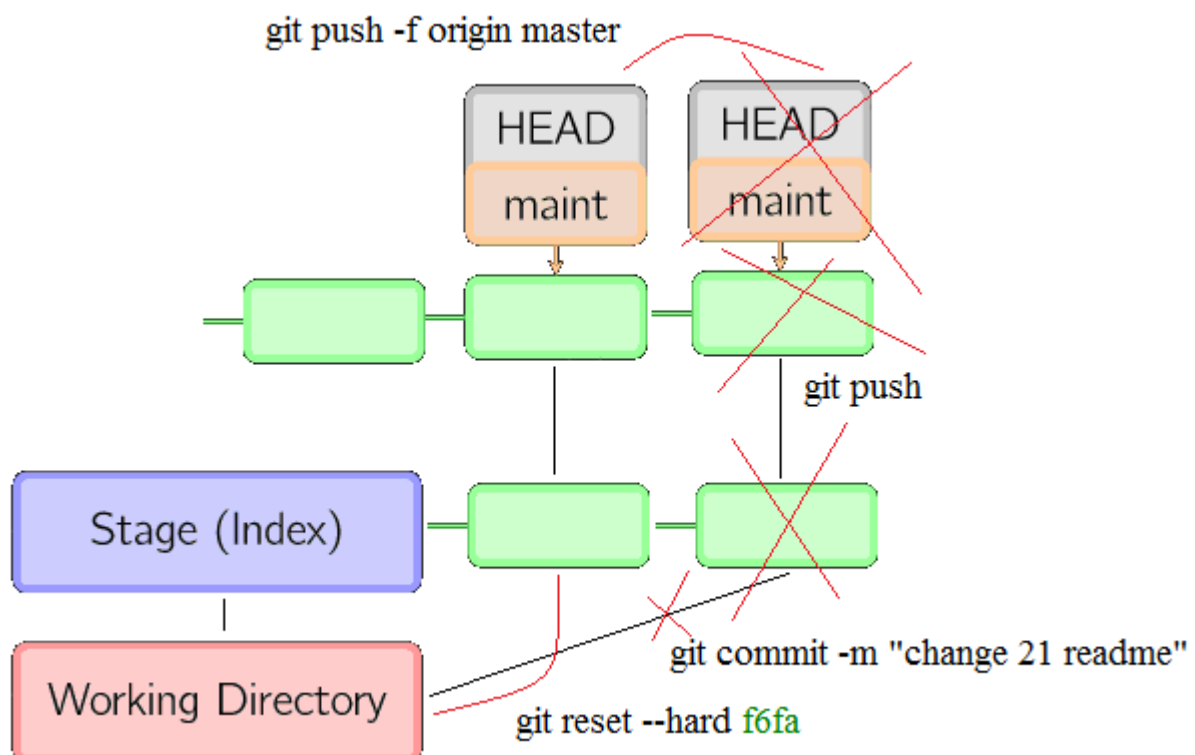 git push -f origin master
HEAD
HEAD
maint
maint
git push
Stage (Index)
git commit -m "change 21 readme"
Working Directory
git reset --hard f6fa